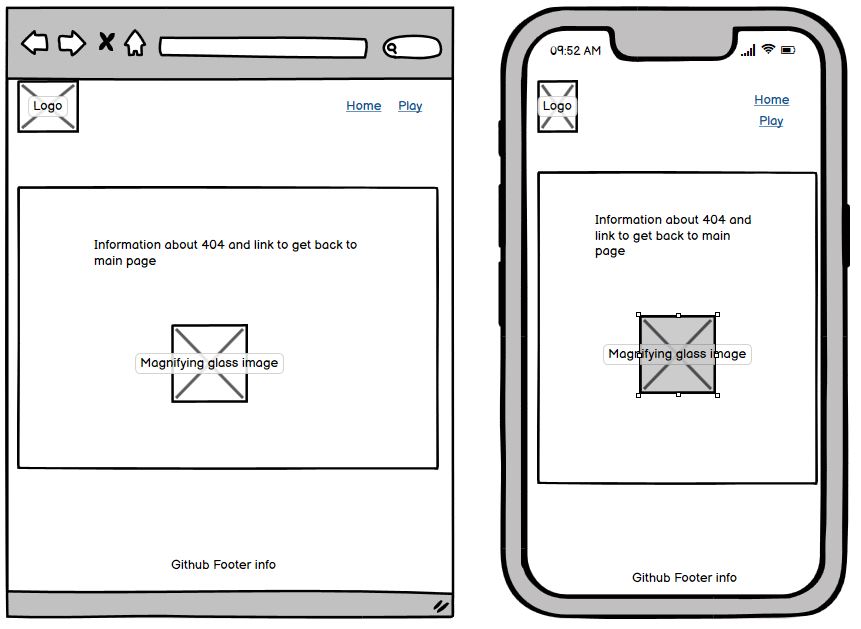 Logo
Home Play
Information about 404 and link to get back to
main page
Magnifying glass image
Github Footer info
09:52 AM
Logo
Home
Play
Information about 404 and
link to get back to main
page
Magnifying glass image
Github Footer info